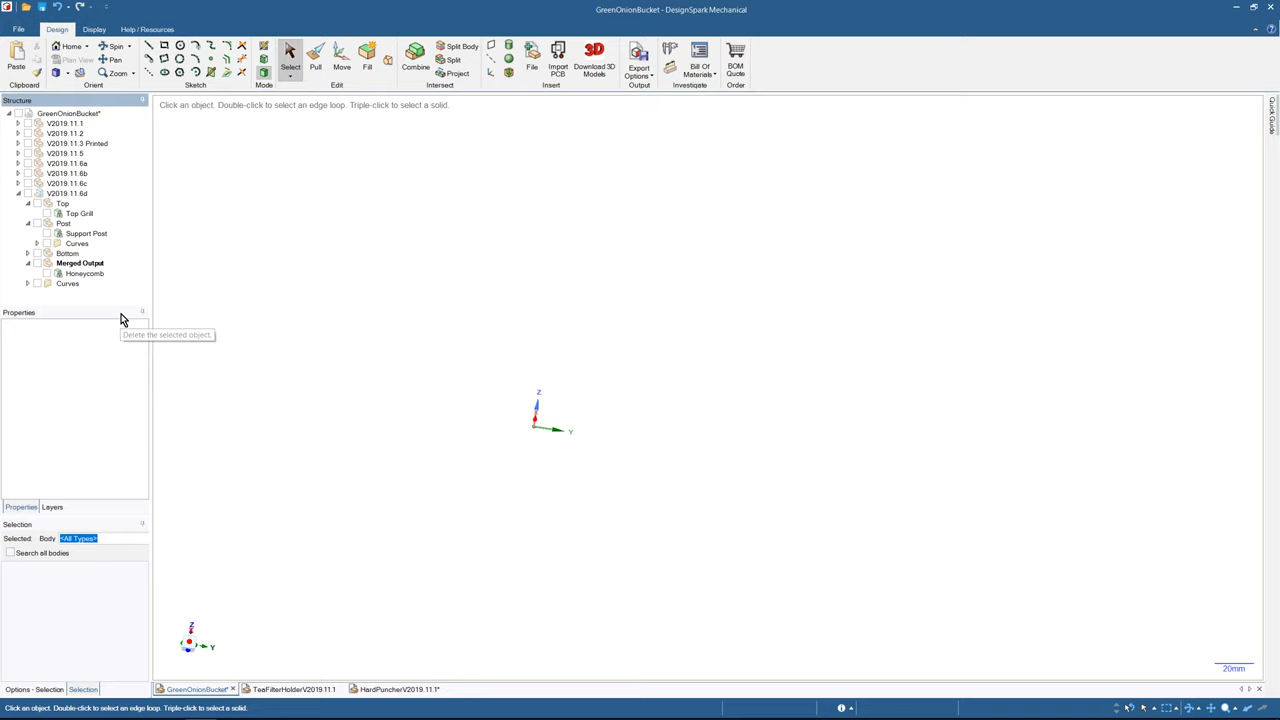 GreenOnionBucket* - DesignSpark Mechanical
File Design Display Help / Resources
Paste
Clipboard
Home
Plan View
Spin
Pan
Zoom
Orient
Sketch
Mode
Select
Pull
Move
Fill
Edit
Combine
Split Body
Split
Project
Intersect
File
Import PCB
Download 3D Models
3D
Insert
Export Options
Output
Bill Of Materials
Investigate
BOM Quote
Order
Structure
Click an object. Double-click to select an edge loop. Triple-click to select a solid.
Quick Guide
GreenOnionBucket*
V2019.11.1
V2019.11.2
V2019.11.3 Printed
V2019.11.5
V2019.11.6a
V2019.11.6b
V2019.11.6c
V2019.11.6d
Top
Top Grill
Post
Support Post
Curves
Bottom
Merged Output
Honeycomb
Curves
Properties
Delete the selected object.
Z
Y
Properties Layers
Selection
Selected: Body <All Types>
Search all bodies
Z
Y
20mm
Options - Selection Selection
GreenOnionBucket* TeaFilterHolderV2019.11.1 HardPuncherV2019.11.1*
Click an object. Double-click to select an edge loop. Triple-click to select a solid.